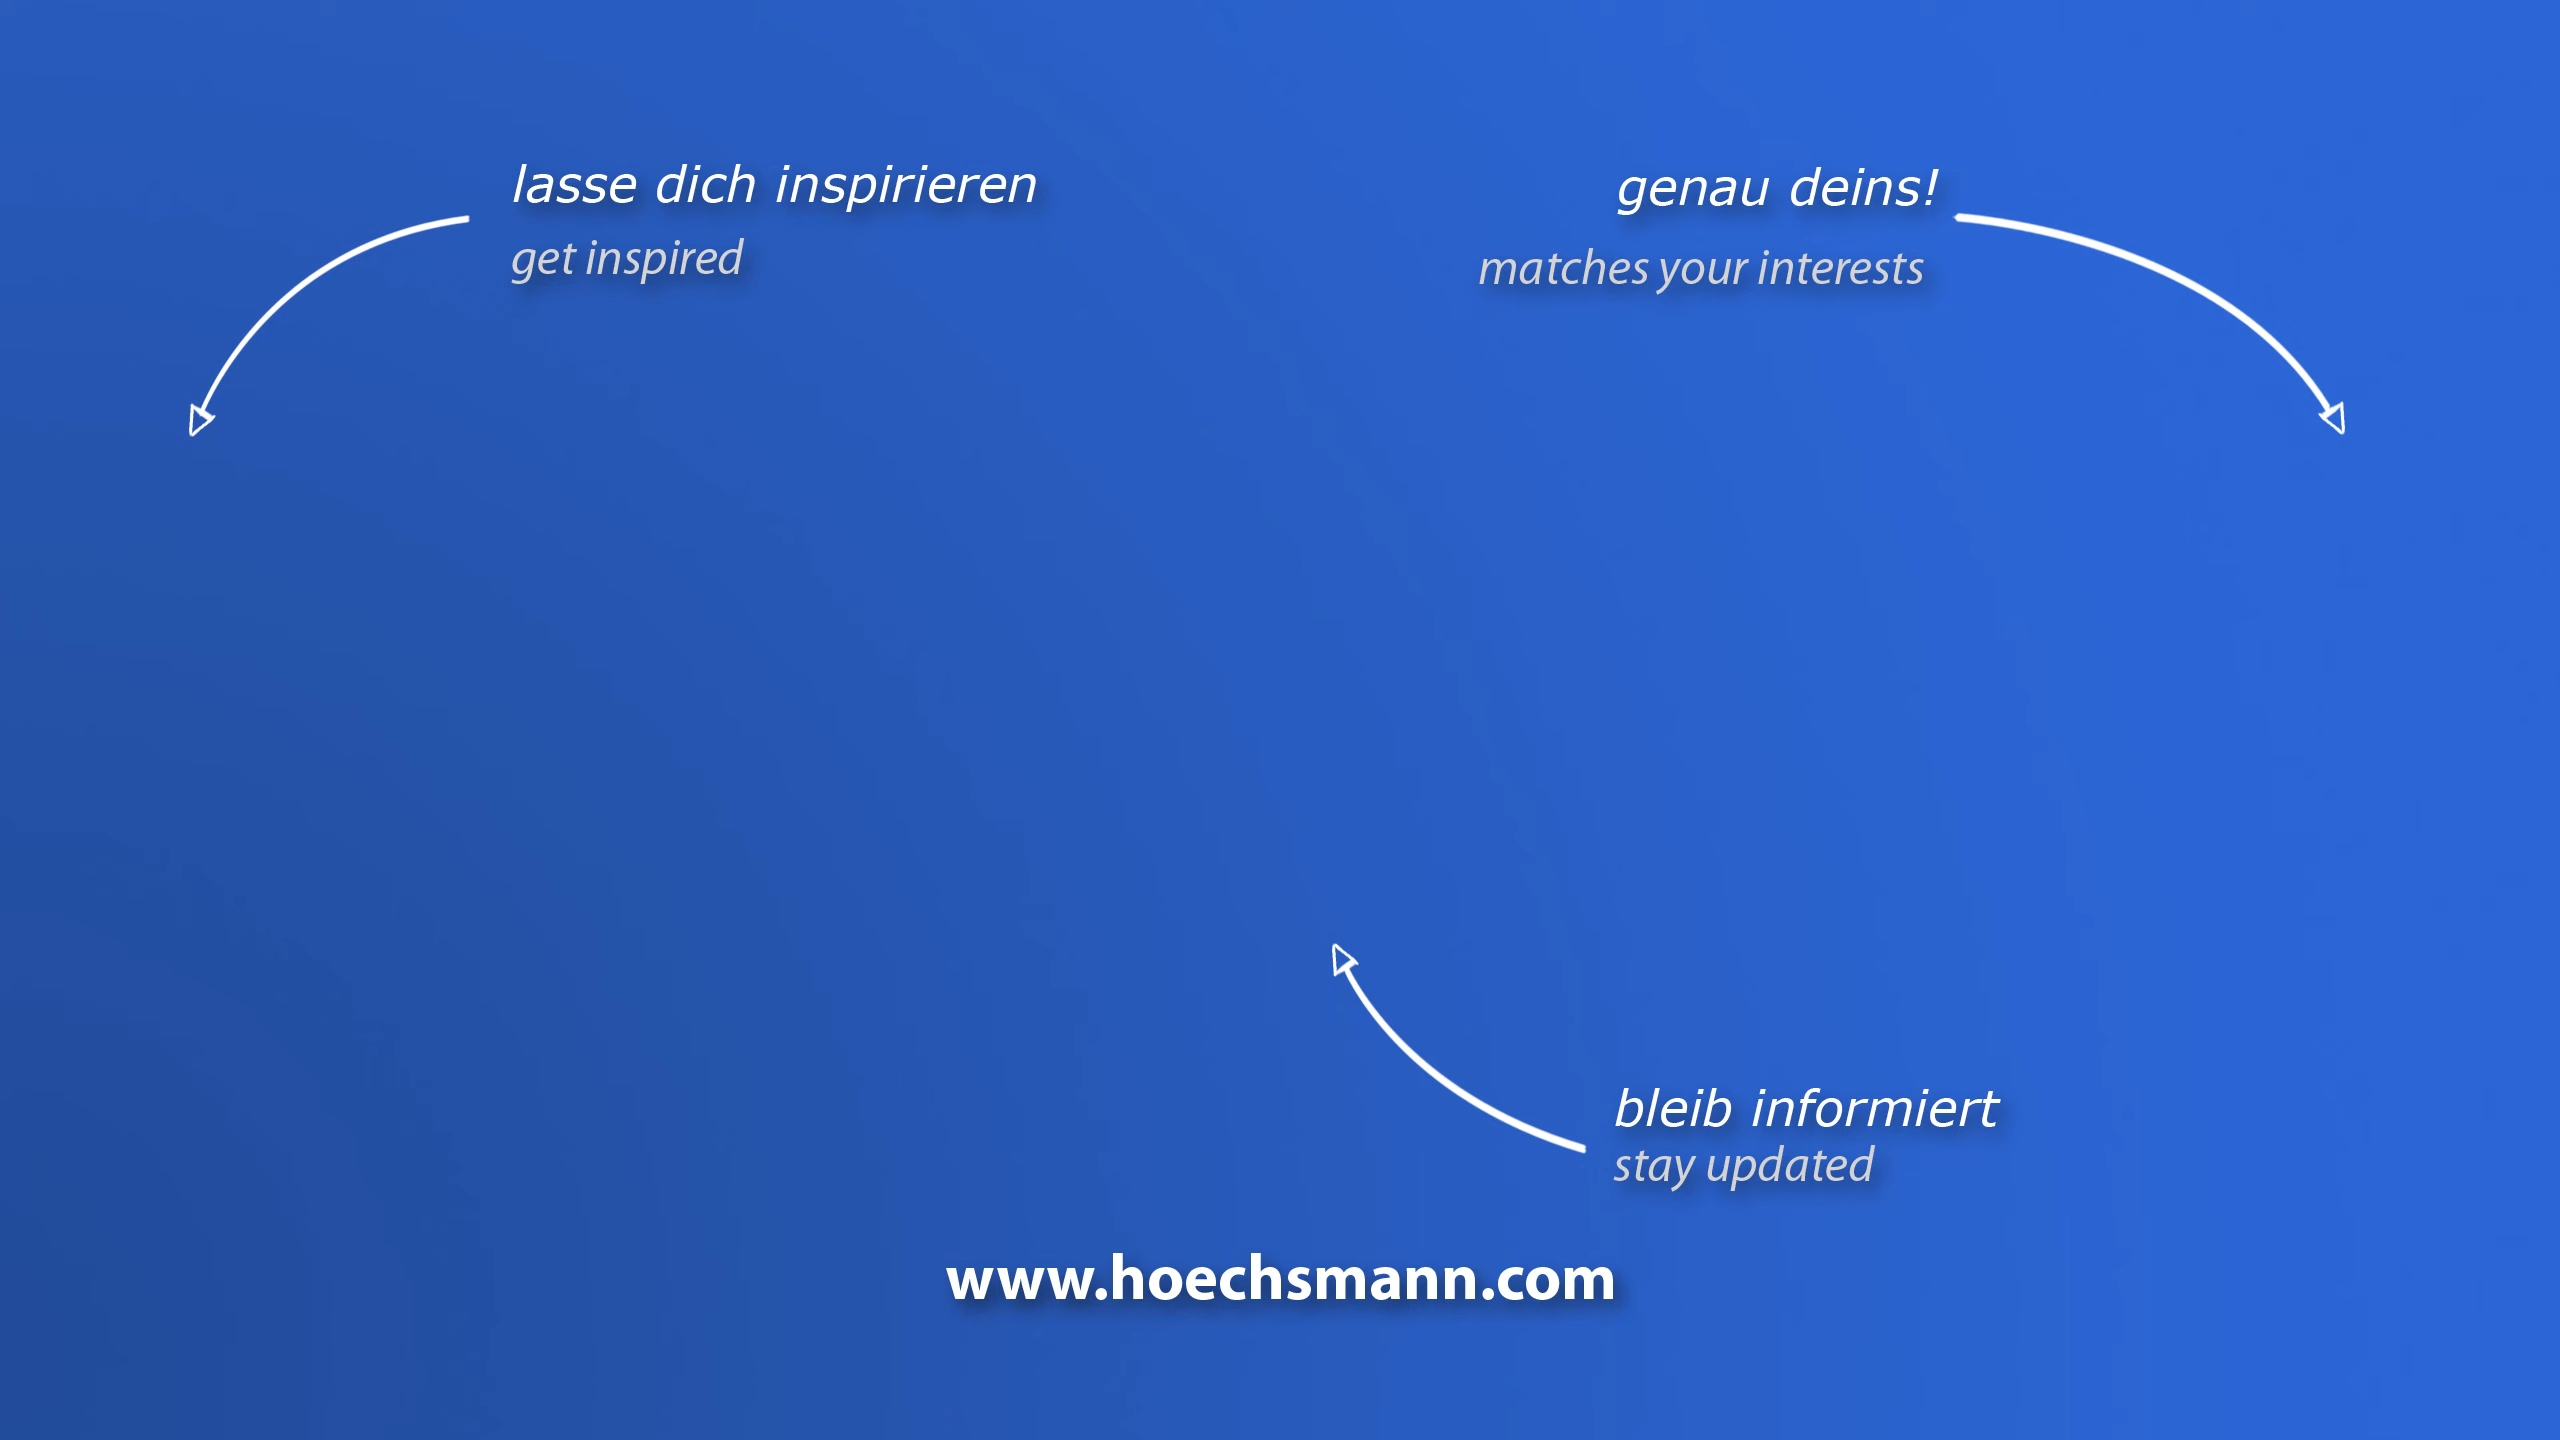 lasse dich inspirieren
get inspired
genau deins!
matches your interests
bleib informiert
stay updated
www.hoechsmann.com